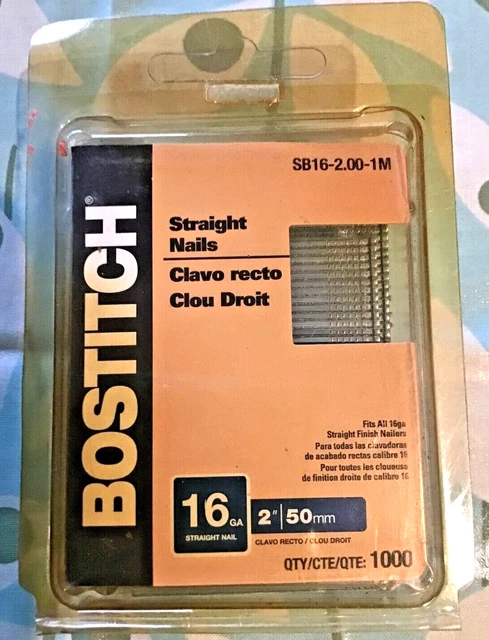 BOSTITCH®
SB16-2.00-1M
Straight
Nails
Clavo recto
Clou Droit
Fits All 16ga
Straight Finish Nailers
Para todas las clavadoras
de acabado rectas calibre 16
Pour toutes les cloueuses
de finition droite de calibre 16
16GA
STRAIGHT NAIL
2" 50mm
CLAVO RECTO / CLOU DROIT
QTY/CTE/QTE: 1000